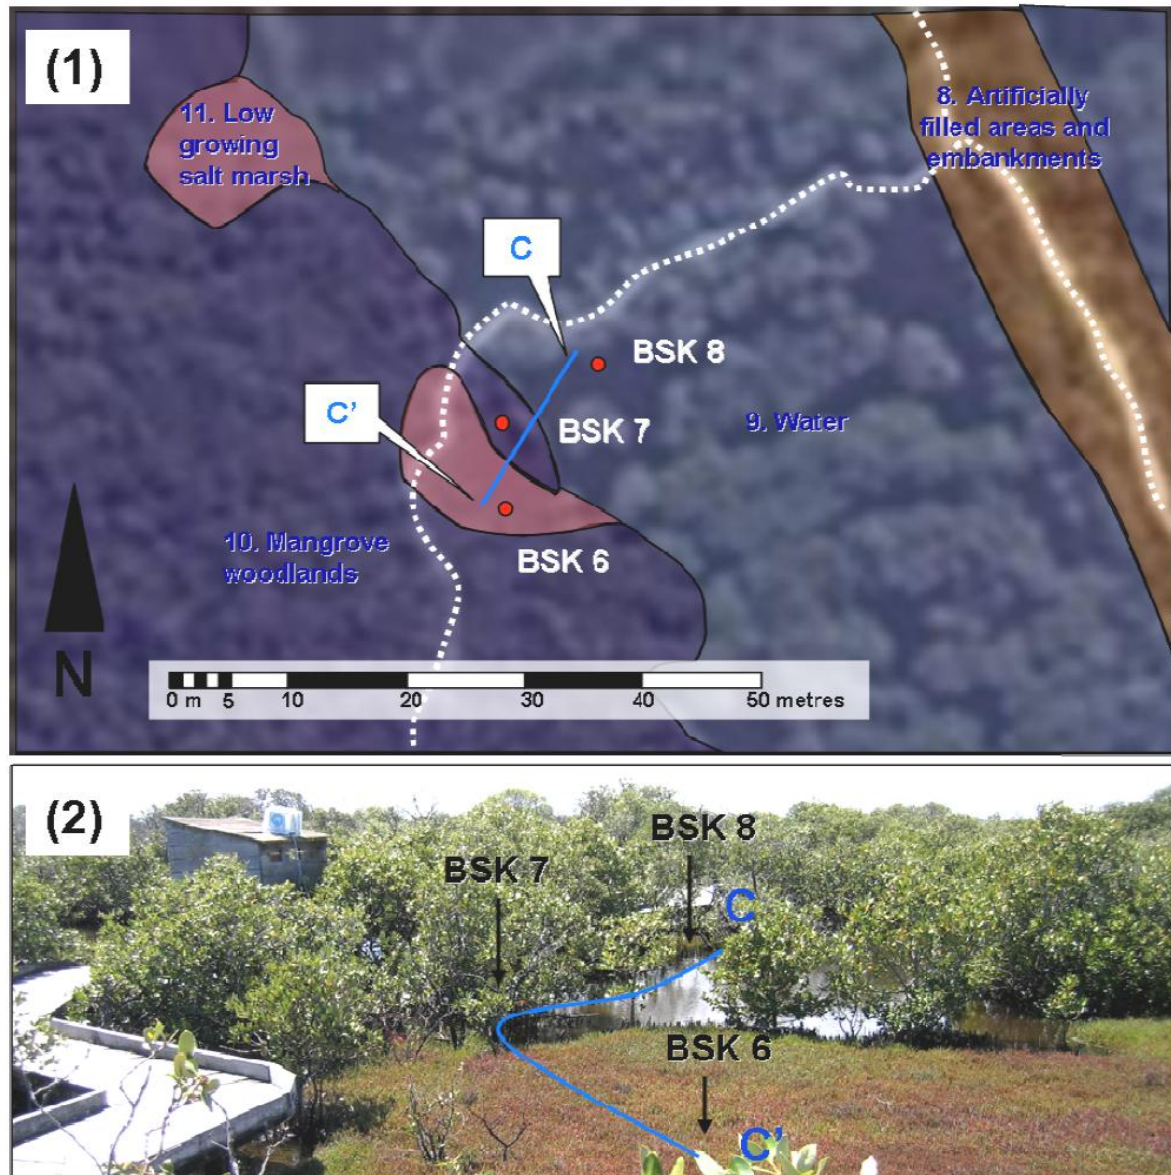 (1)
11. Low
growing
salt marsh
8. Artificially
filled areas and
embankments
C
BSK 8
C'
BSK 7
9. Water
10. Mangrove
woodlands
BSK 6
N
0 m 5 10 20 30 40 50 metres
(2)
BSK 8
BSK 7
C
BSK 6
C'